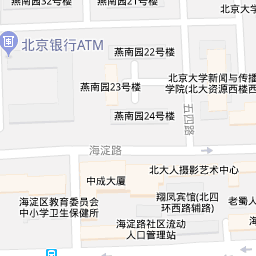 燕南园32号楼
燕南园21号楼
北京大学
北京银行ATM
燕南园22号楼
燕南园23号楼
北京大学新闻与传播
学院(北大资源西楼西
燕南园24号楼
五四路
海淀路
北大人摄影艺术中心
中成大厦
翔凤宾馆(北四
环西路辅路)
老蜀人
海淀区教育委员会
中小学卫生保健所
海淀路社区流动
人口管理站